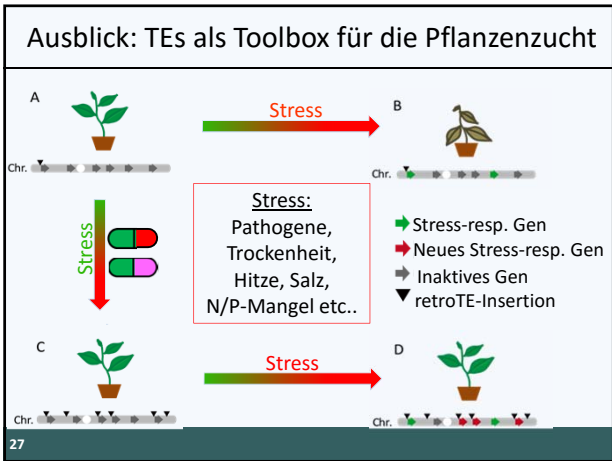 Ausblick: TEs als Toolbox für die Pflanzenzucht
A
Stress
B
Chr.
Chr.
Stress
Stress:
Pathogene,
Trockenheit,
Hitze, Salz,
N/P-Mangel etc..
Stress-resp. Gen
Neues Stress-resp. Gen
Inaktives Gen
retroTE-Insertion
C
Stress
D
Chr.
Chr.
27